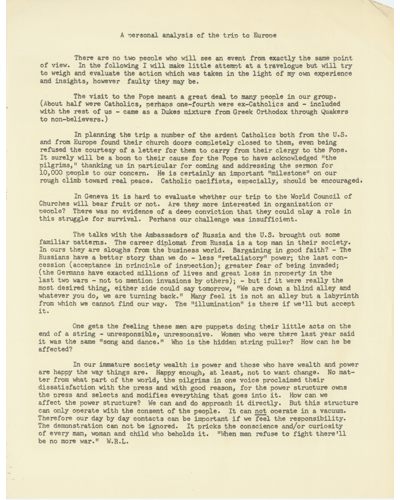 A personal analysis of the trip to Europe
There are no two people who will see an event from exactly the same point
of view. In the following I will make little attempt at a travelogue but will try
to weigh and evaluate the action which was taken in the light of my own experience
and insights, however faulty they may be.
The visit to the Pope meant a great deal to many people in our group.
(About half were Catholics, perhaps one-fourth were ex-Catholics and - included
with the rest of us - came as a Dukes mixture from Greek Orthodox through Quakers
to non-believers.)
In planning the trip a number of the ardent Catholics both from the U.S.
and from Europe found their church doors completely closed to them, even being
refused the courtesy of a letter for them to carry from their clergy to the Pope.
It surely will be a boon to their cause for the Pope to have acknowledged "the
pilgrims," thanking us in particular for coming and addressing the sermon for
10,000 people to our concern. He is certainly an important "milestone" on our
rough climb toward real peace. Catholic pacifists, especially, should be encouraged.
In Geneva it is hard to evaluate whether our trip to the World Council of
Churches will bear fruit or not. Are they more interested in organization or
people? There was no evidence of a deep conviction that they could play a role in
this struggle for survival. Perhaps our challenge was insufficient.
The talks with the Ambassadors of Russia and the U.S. brought out some
familiar patterns. The career diplomat from Russia is a top man in their society.
In ours they are sloughs from the business world. Bargaining in good faith? - The
Russians have a better story than we do - less "retaliatory" power; the last con-
cession (acceptance in principle of inspection); greater fear of being invaded;
(the Germans have exacted millions of lives and great loss in property in the
last two wars - not to mention invasions by others); - but if it were really the
most desired thing, either side could say tomorrow, "We are down a blind alley and
whatever you do, we are turning back." Many feel it is not an alley but a labyrinth
from which we cannot find our way. The "illumination" is there if we'll but accept
it.
One gets the feeling these men are puppets doing their little acts on the
end of a string - unresponsible, unresponsive. Women who were there last year said
it was the same "song and dance." Who is the hidden string puller? How can he be
affected?
In our immature society wealth is power and those who have wealth and power
are happy the way things are. Happy enough, at least, not to want change. No mat-
ter from what part of the world, the pilgrims in one voice proclaimed their
dissatisfaction with the press and with good reason, for the power structure owns
the press and selects and modifies everything that goes into it. How can we
affect the power structure? We can and do approach it directly. But this structure
can only operate with the consent of the people. It can not operate in a vacuum.
Therefore our day by day contacts can be important if we feel the responsibility.
The demonstration can not be ignored. It pricks the conscience and/or curiosity
of every man, woman and child who beholds it. "When men refuse to fight there'll
be no more war." W.R.L.